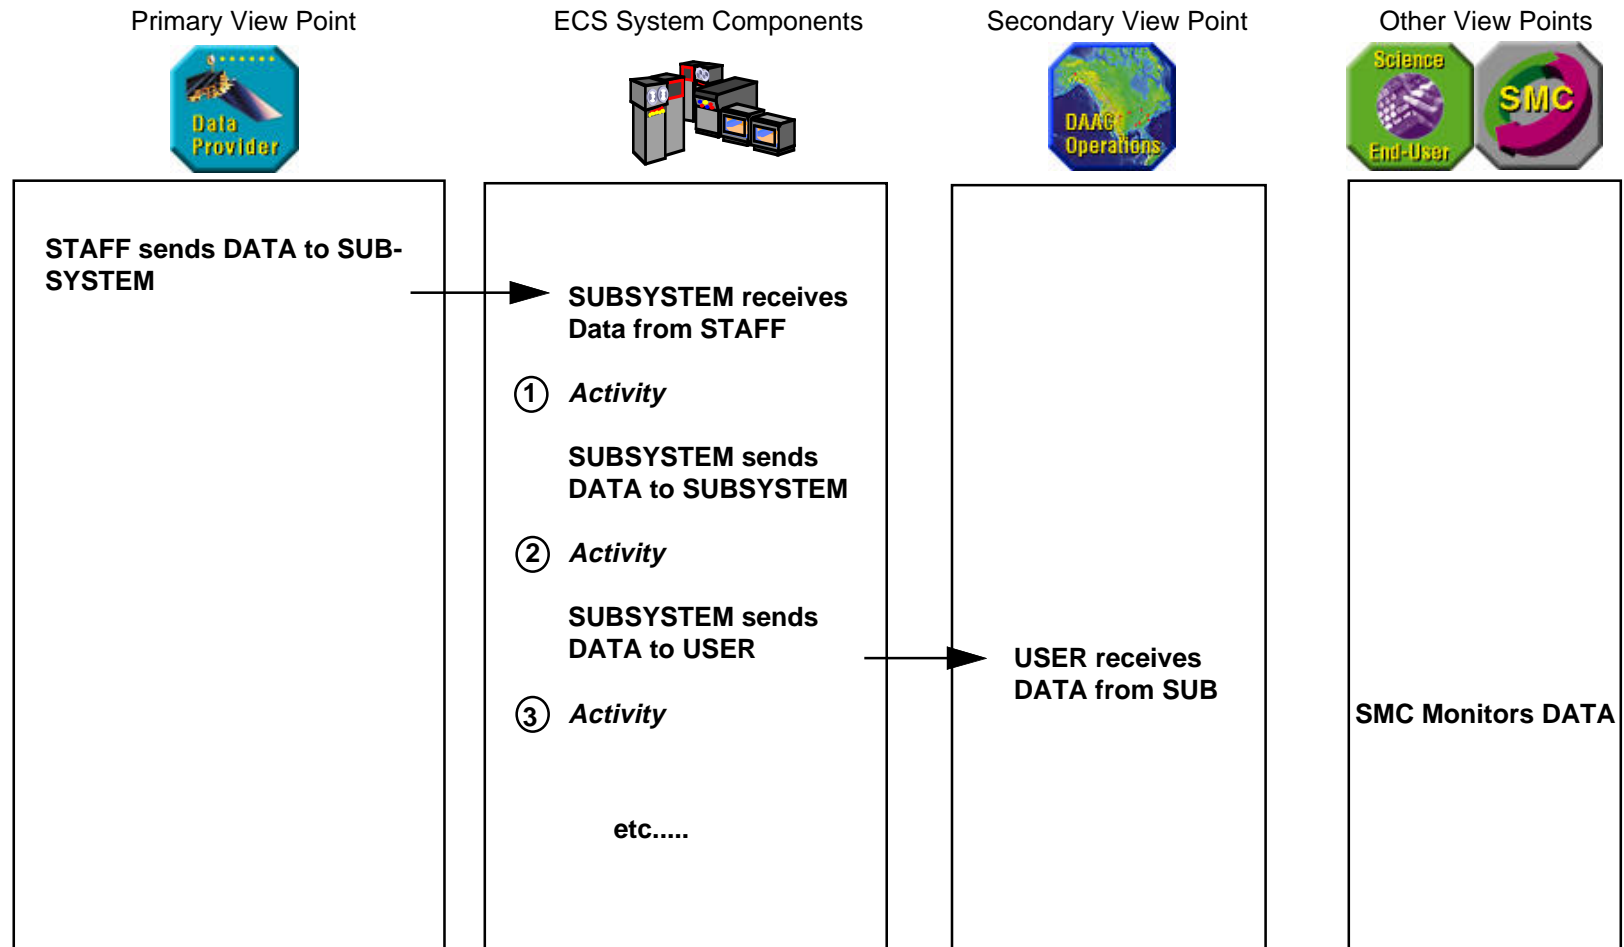 Primary View Point
ECS System Components
Secondary View Point
Other View Points
Data
Provider
DAAC
Operations
Science
End-User
SMC
STAFF sends DATA to SUB-
SYSTEM
SUBSYSTEM receives
Data from STAFF
1 Activity
SUBSYSTEM sends
DATA to SUBSYSTEM
2 Activity
SUBSYSTEM sends
DATA to USER
3 Activity
etc.....
USER receives
DATA from SUB
SMC Monitors DATA